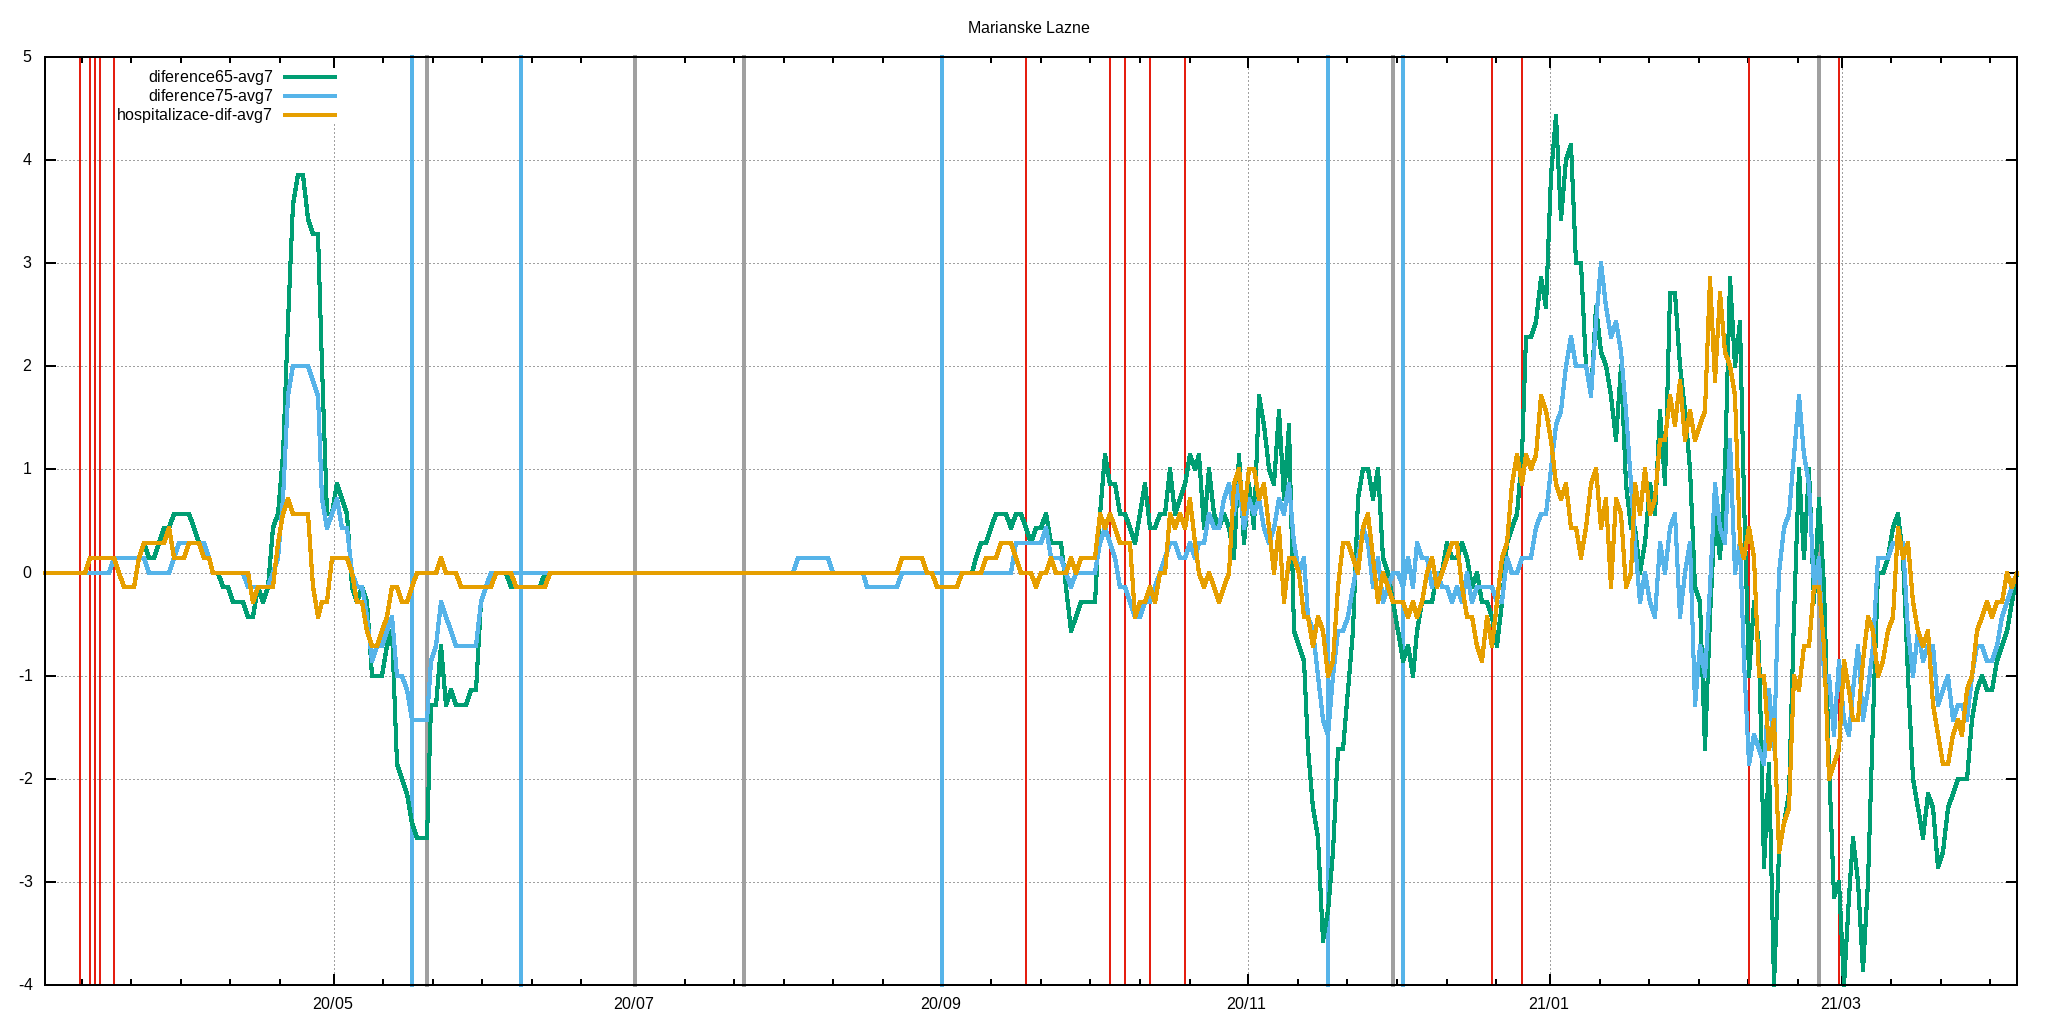 Marianske Lazne
diference65-avg7
diference75-avg7
hospitalizace-dif-avg7
5
4
3
2
1
0
-1
-2
-3
-4
20/05 20/07 20/09 20/11 21/01 21/03